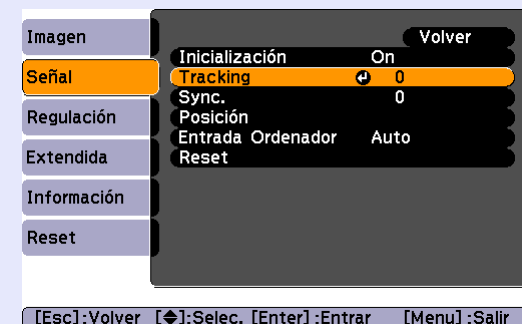 Imagen
Señal
Regulación
Extendida
Información
Reset
Volver
Inicialización On
Tracking 0
Sync. 0
Posición
Entrada Ordenador Auto
Reset
[Esc]:Volver [◆]:Selec. [Enter]:Entrar [Menu]:Salir